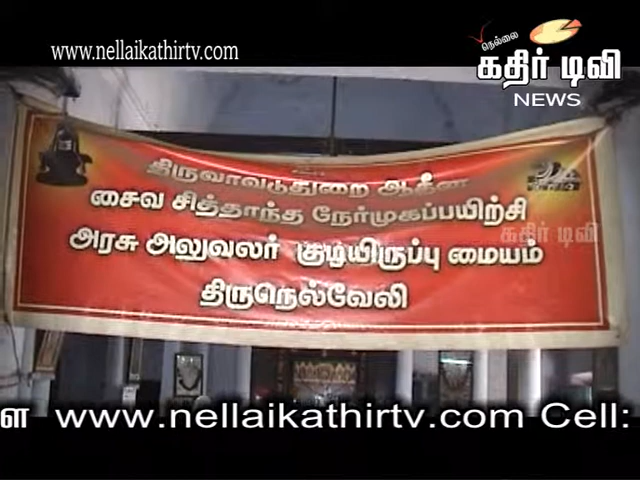 www.nellaikathirtv.com
நெல்லை
கதிர் டிவி
NEWS
திருவாவடுதுறை ஆதீன
சைவ சித்தாந்த நேர்முகப்பயிற்சி
கதிர் டிவி
அரசு அலுவலர் குடியிருப்பு மையம்
திருநெல்வேலி
ள www.nellaikathirtv.com Cell: